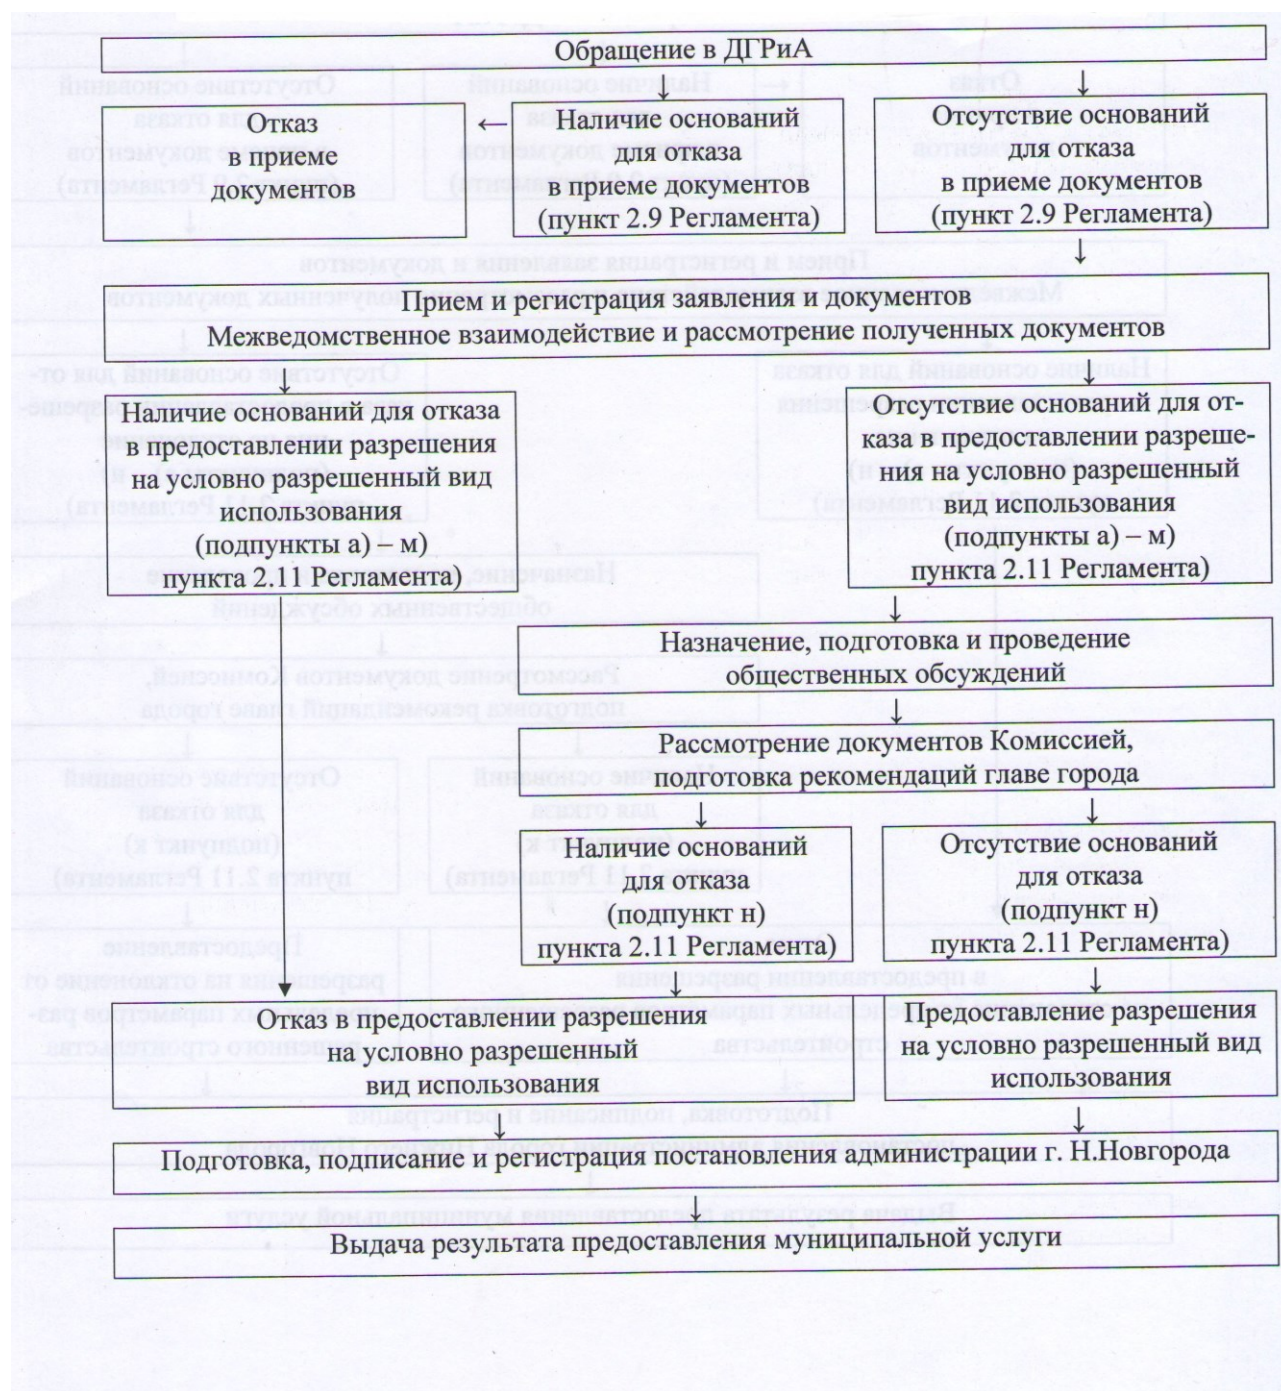 Обращение в ДГРиА
Отказ
в приеме
документов
←
Наличие оснований
для отказа
в приеме документов
(пункт 2.9 Регламента)
Отсутствие оснований
для отказа
в приеме документов
(пункт 2.9 Регламента)
Прием и регистрация заявления и документов
Межведомственное взаимодействие и рассмотрение полученных документов
Наличие оснований для отказа
в предоставлении разрешения
на условно разрешенный вид
использования
(подпункты а) – м)
пункта 2.11 Регламента)
Отсутствие оснований для от-
каза в предоставлении разреше-
ния на условно разрешенный
вид использования
(подпункты а) – м)
пункта 2.11 Регламента)
Назначение, подготовка и проведение
общественных обсуждений
Рассмотрение документов Комиссией,
подготовка рекомендаций главе города
Наличие оснований
для отказа
(подпункт н)
пункта 2.11 Регламента)
Отсутствие оснований
для отказа
(подпункт н)
пункта 2.11 Регламента)
Отказ в предоставлении разрешения
на условно разрешенный
вид использования
Предоставление разрешения
на условно разрешенный вид
использования
Подготовка, подписание и регистрация постановления администрации г. Н.Новгорода
Выдача результата предоставления муниципальной услуги